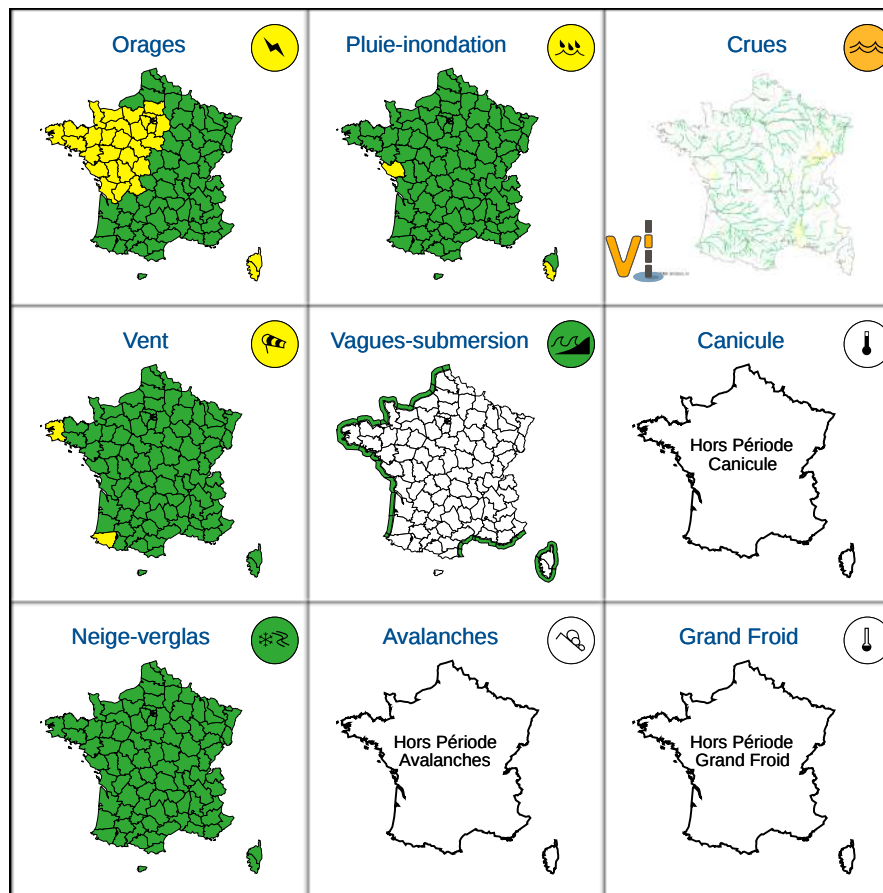 Orages
Pluie-inondation
Crues
Vi
Vent
Vagues-submersion
Canicule
Hors Période
Canicule
Neige-verglas
Avalanches
Grand Froid
Hors Période
Avalanches
Hors Période
Grand Froid